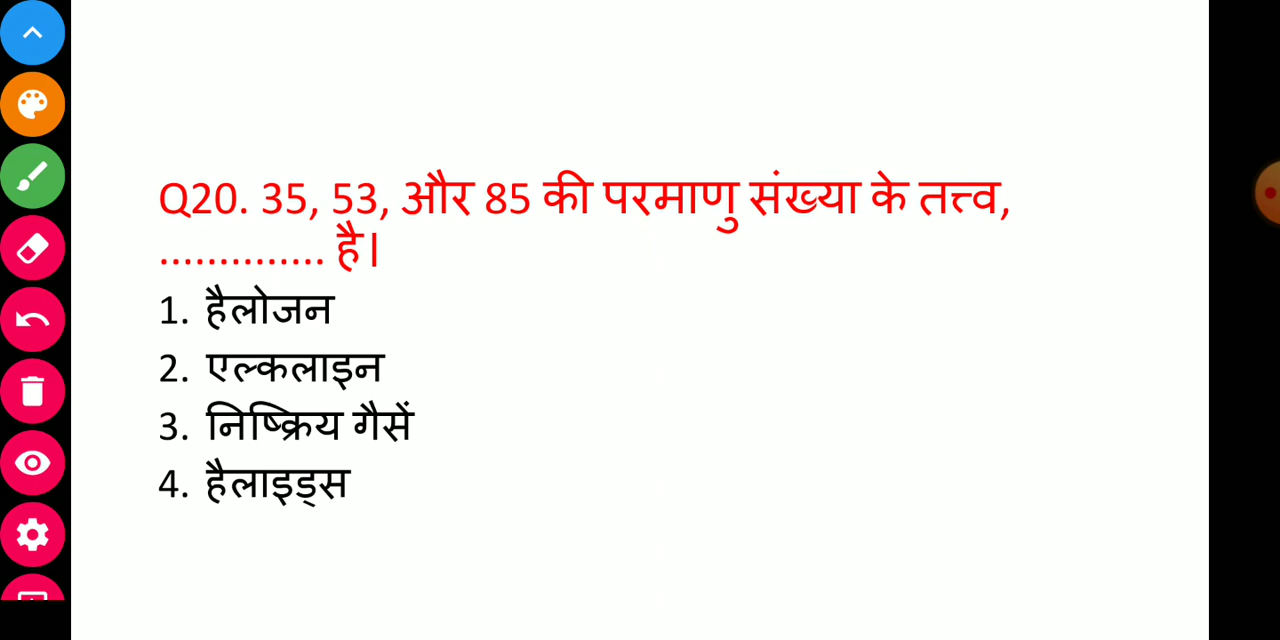 Q20. 35, 53, और 85 की परमाणु संख्या के तत्त्व,
.............. है।
1. हैलोजन
2. एल्कलाइन
3. निष्क्रिय गैसें
4. हैलाइड्स